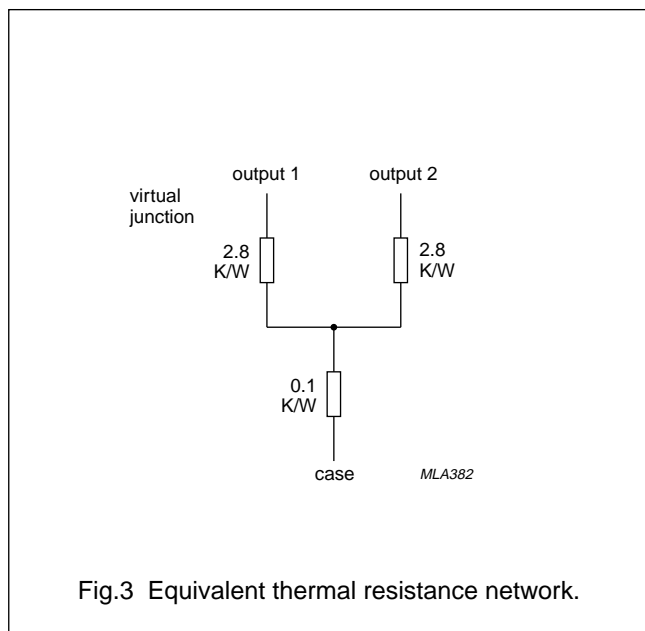 output 1
output 2
virtual
junction
2.8
K/W
2.8
K/W
0.1
K/W
case
MLA382
Fig.3 Equivalent thermal resistance network.